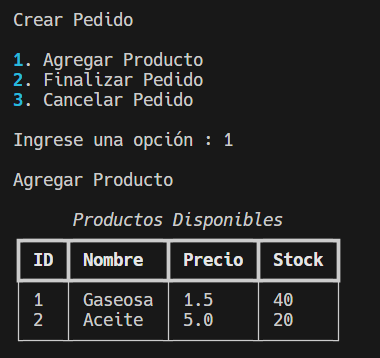 Crear Pedido
1. Agregar Producto
2. Finalizar Pedido
3. Cancelar Pedido
Ingrese una opción : 1
Agregar Producto
Productos Disponibles
ID Nombre Precio Stock
1 Gaseosa 1.5 40
2 Aceite 5.0 20